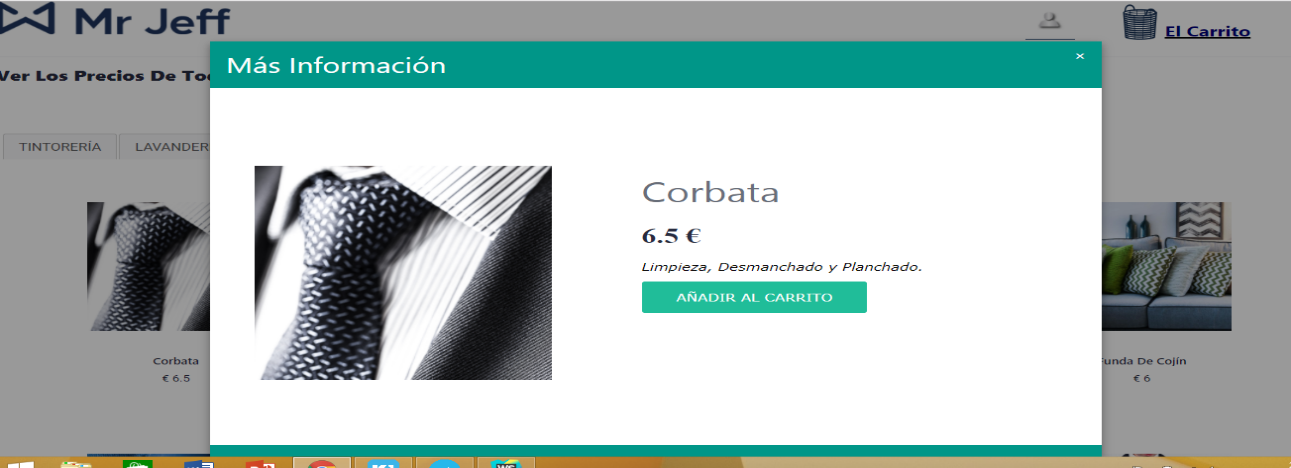 Mr Jeff
El Carrito
Ver Los Precios De To
Más Información
×
TINTORERÍA
LAVANDER
Corbata
6.5 €
Limpieza, Desmanchado y Planchado.
AÑADIR AL CARRITO
Corbata
€ 6.5
unda De Cojín
€ 6